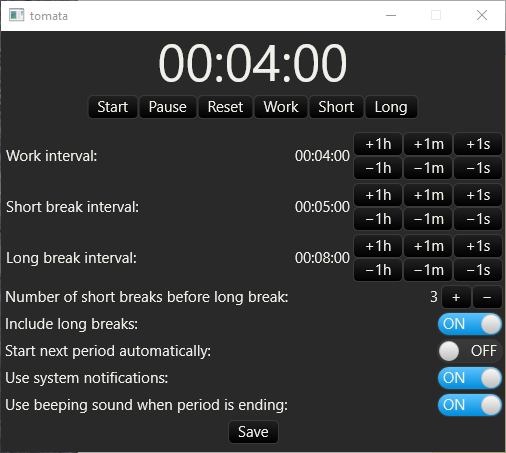 tomata
00:04:00
Start Pause Reset Work Short Long
+1h +1m +1s
Work interval: 00:04:00
−1h −1m −1s
+1h +1m +1s
Short break interval: 00:05:00
−1h −1m −1s
+1h +1m +1s
Long break interval: 00:08:00
−1h −1m −1s
Number of short breaks before long break: 3 + −
Include long breaks: ON
Start next period automatically: OFF
Use system notifications: ON
Use beeping sound when period is ending: ON
Save